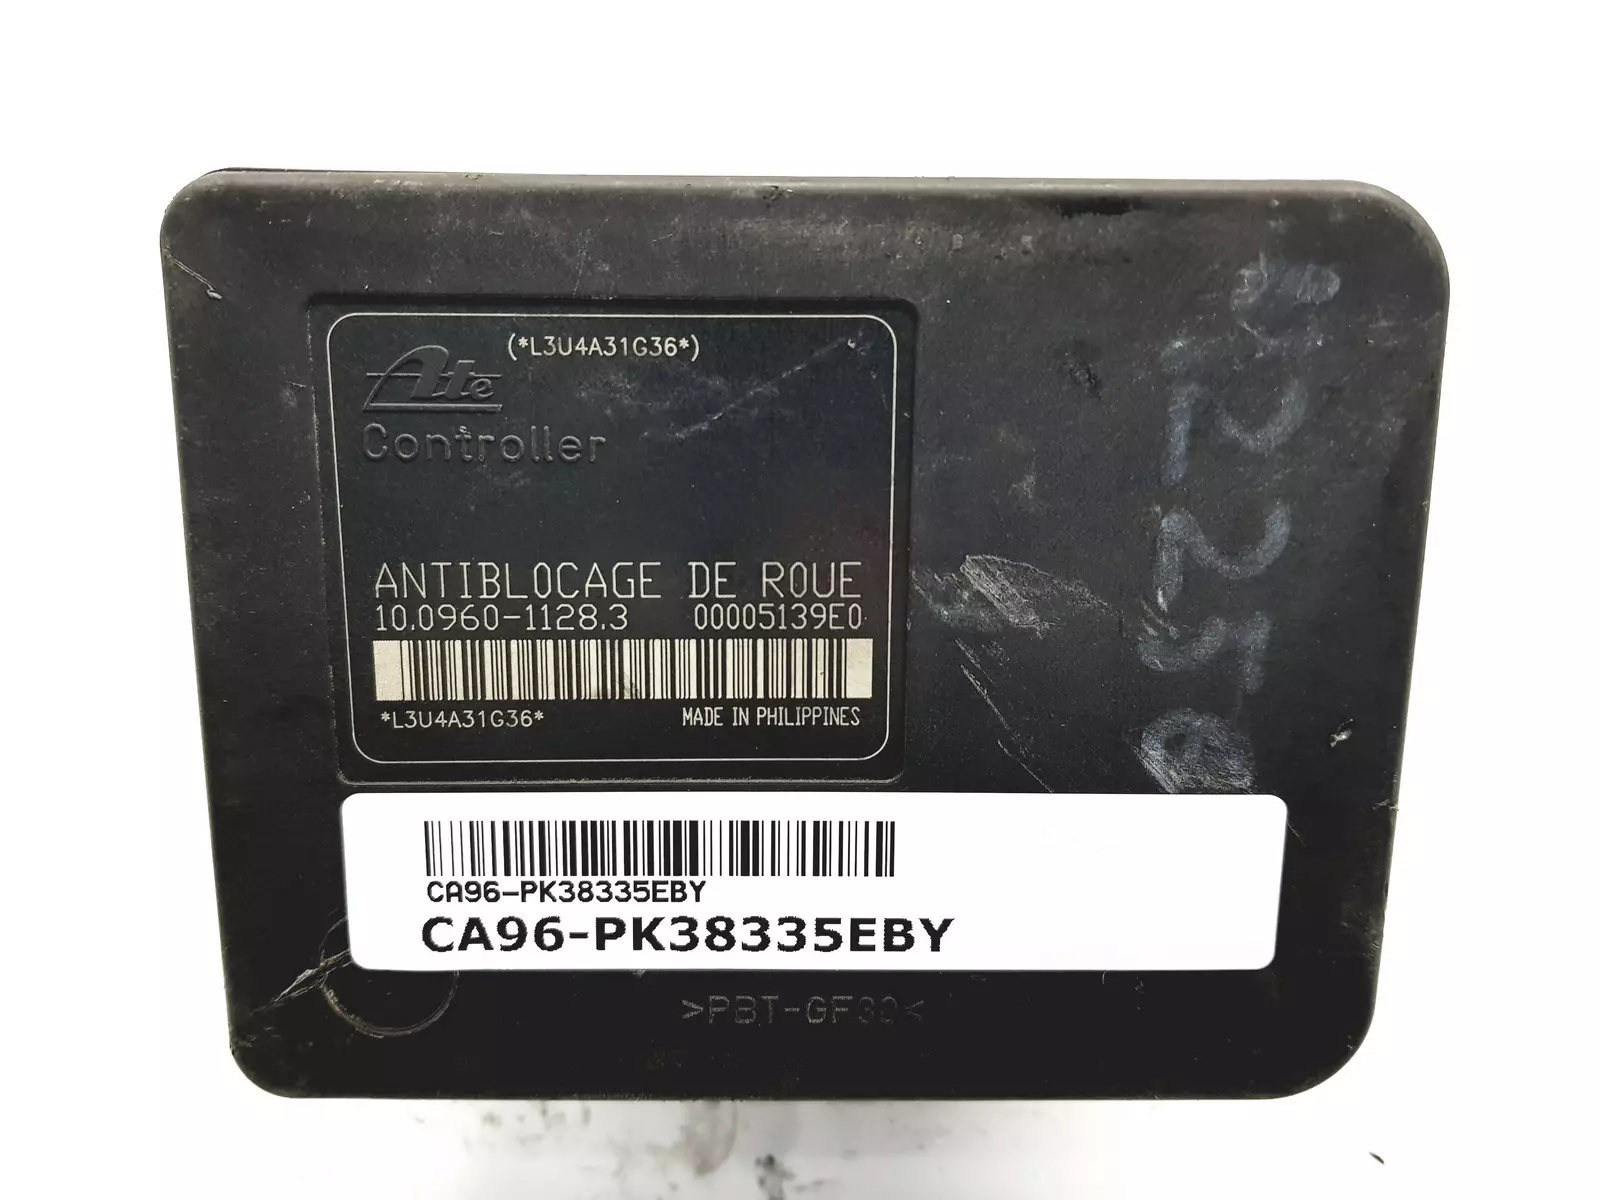 (*L3U4A31G36*)
Ate
Controller
ANTIBLOCAGE DE ROUE
10.0960-1128.3 00005139E0
*L3U4A31G36*
MADE IN PHILIPPINES
CA96-PK38335EBY
CA96-PK38335EBY
>PBT-GF30<